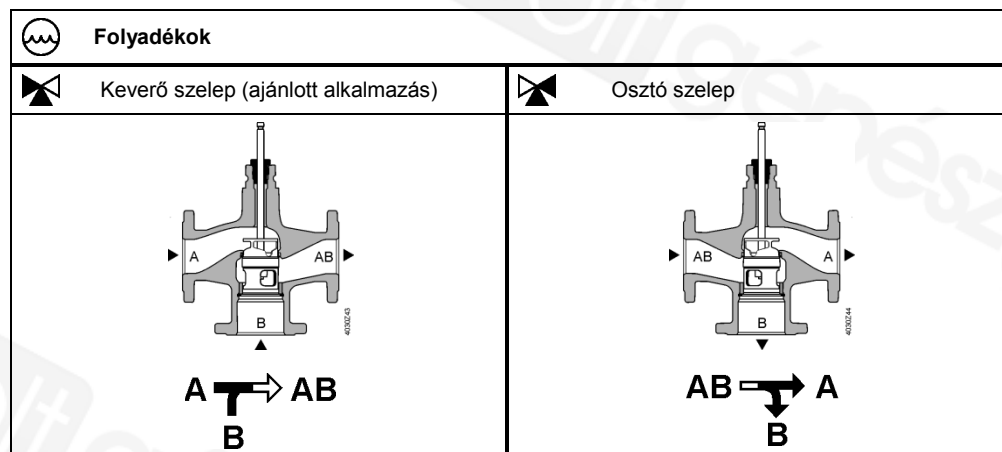 Folyadékok
Keverő szelep (ajánlott alkalmazás)
Osztó szelep
A
AB
B
4030Z43
AB
A
B
4030Z44
A AB
B
AB A
B